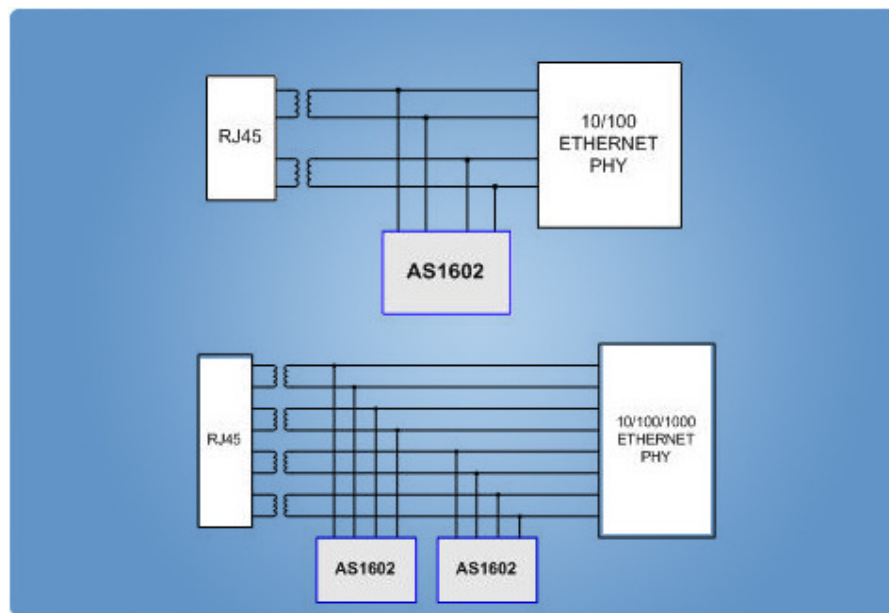 RJ45
10/100
ETHERNET
PHY
AS1602
RJ45
10/100/1000
ETHERNET
PHY
AS1602
AS1602